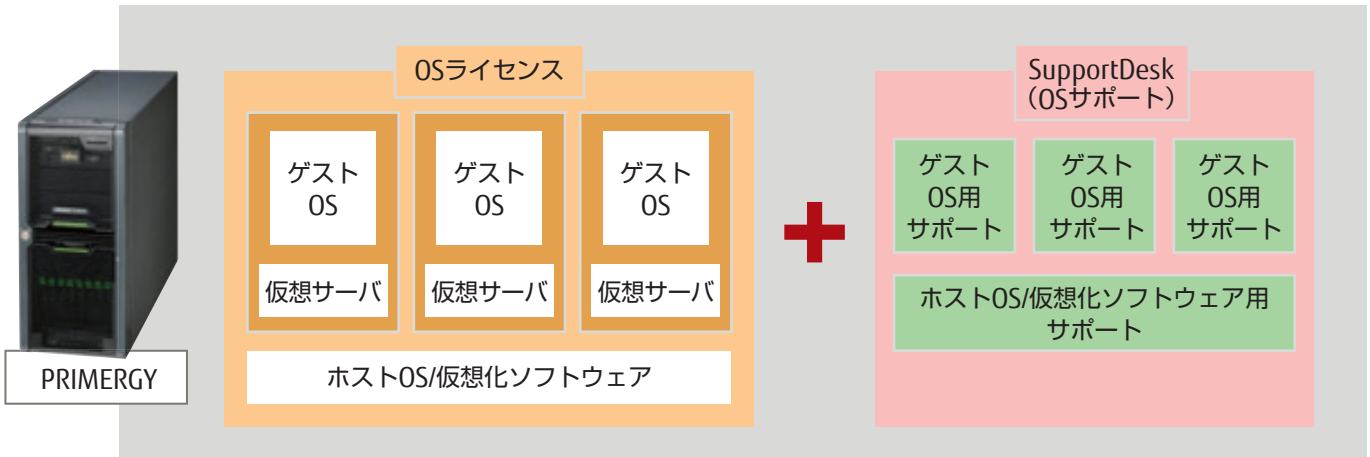 OSライセンス
ゲスト
OS
仮想サーバ
ゲスト
OS
仮想サーバ
ゲスト
OS
仮想サーバ
ホストOS/仮想化ソフトウェア
PRIMERGY
SupportDesk
（OSサポート）
ゲスト
OS用
サポート
ゲスト
OS用
サポート
ゲスト
OS用
サポート
ホストOS/仮想化ソフトウェア用
サポート